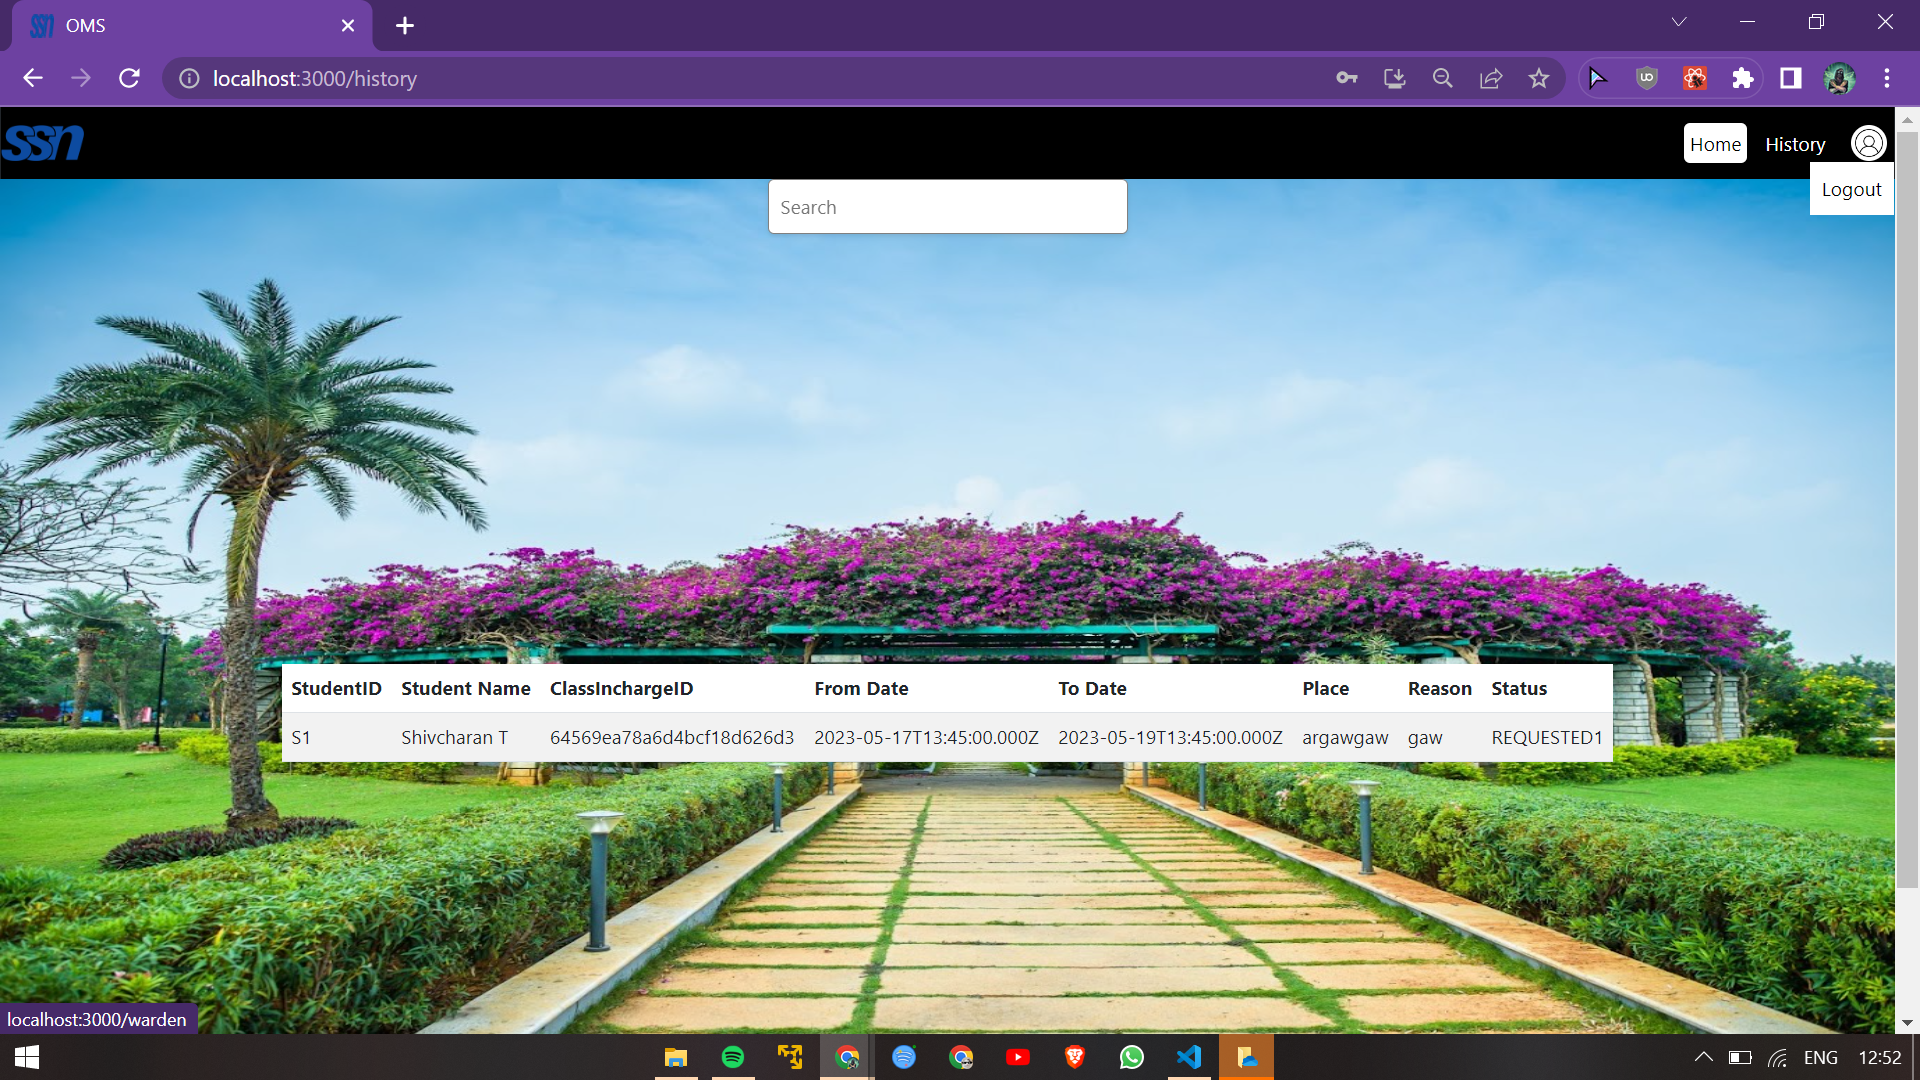 OMS
localhost:3000/history
ssn
Home History
Logout
Search
StudentID Student Name ClassInchargeID From Date To Date Place Reason Status
S1 Shivcharan T 64569ea78a6d4bcf18d626d3 2023-05-17T13:45:00.000Z 2023-05-19T13:45:00.000Z argawgaw gaw REQUESTED1
localhost:3000/warden
ENG 12:52